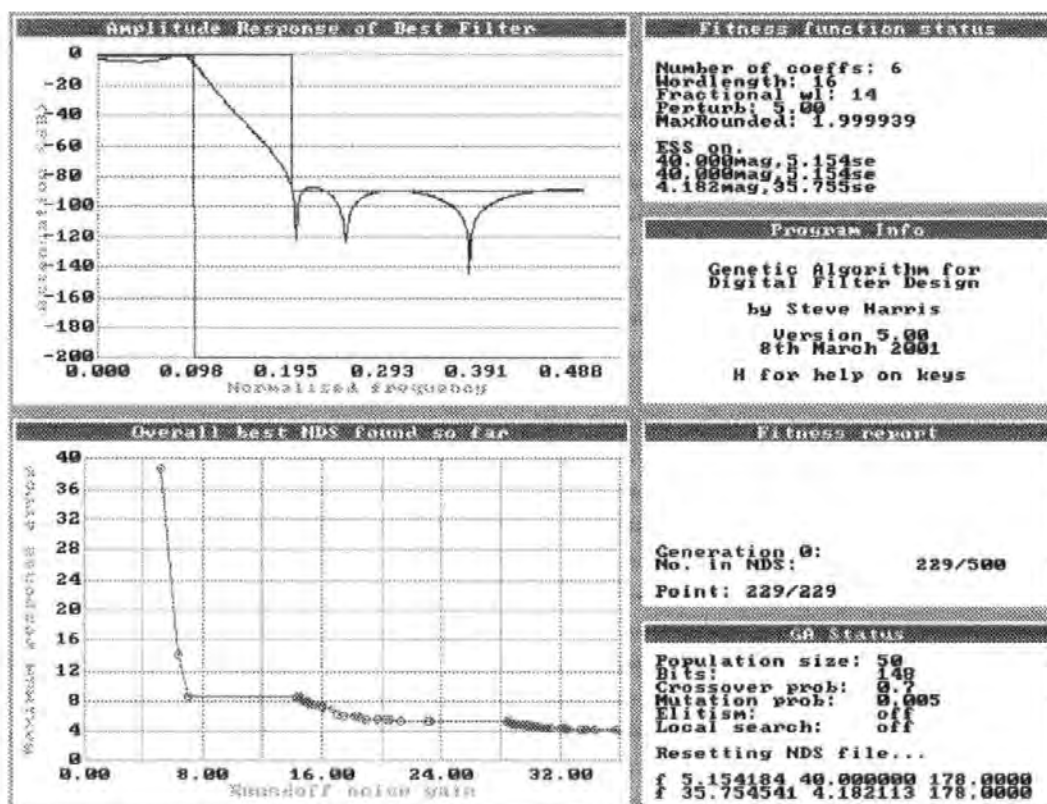 Amplitude Response of Best Filter
0
-20
-40
-60
-80
-100
-120
-140
-160
-180
-200
0.000 0.098 0.195 0.293 0.391 0.488
Normalised frequency
Fitness function status
Number of coeffs: 6
Wordlength: 16
Fractional wl: 14
Perturb: 5.00
MaxRounded: 1.999939
ESS on.
40.000mag,5.154se
40.000mag,5.154se
4.182mag,35.755se
Program Info
Genetic Algorithm for
Digital Filter Design
by Steve Harris
Version 5.00
8th March 2001
H for help on keys
Overall best NDS found so far
Maximum response error
40
36
32
28
24
20
16
12
8
4
0
0.00 8.00 16.00 24.00 32.00
Roundoff noise gain
Fitness report
Generation 0:
No. in NDS: 229/500
Point: 229/229
GA Status
Population size: 50
Bits: 148
Crossover prob: 0.7
Mutation prob: 0.005
Elitism: off
Local search: off
Resetting NDS file...
f 5.154184 40.000000 178.0000
f 35.754541 4.182113 178.0000